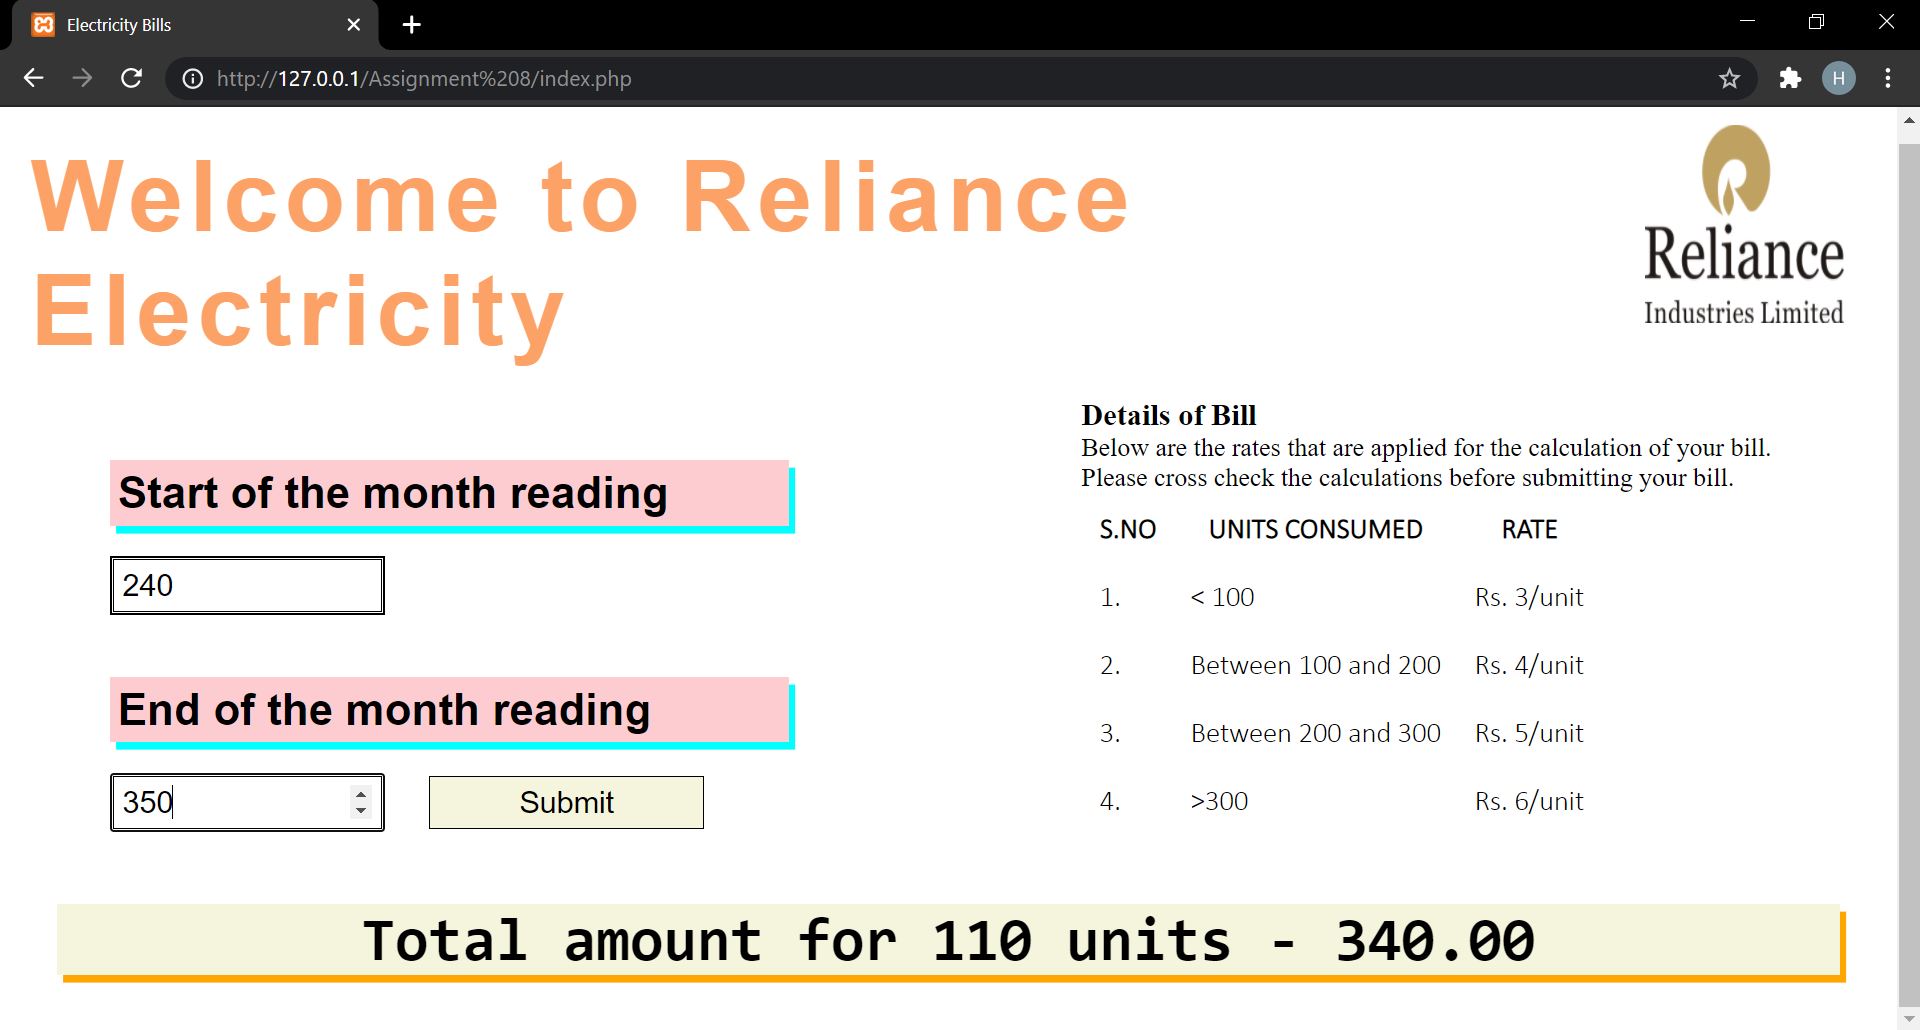 Electricity Bills
http://127.0.0.1/Assignment%208/index.php
H
Welcome to Reliance
Electricity
Reliance
Industries Limited
Details of Bill
Below are the rates that are applied for the calculation of your bill.
Please cross check the calculations before submitting your bill.
S.NO UNITS CONSUMED RATE
1. < 100 Rs. 3/unit
2. Between 100 and 200 Rs. 4/unit
3. Between 200 and 300 Rs. 5/unit
4. >300 Rs. 6/unit
Start of the month reading
240
End of the month reading
350
Submit
Total amount for 110 units - 340.00